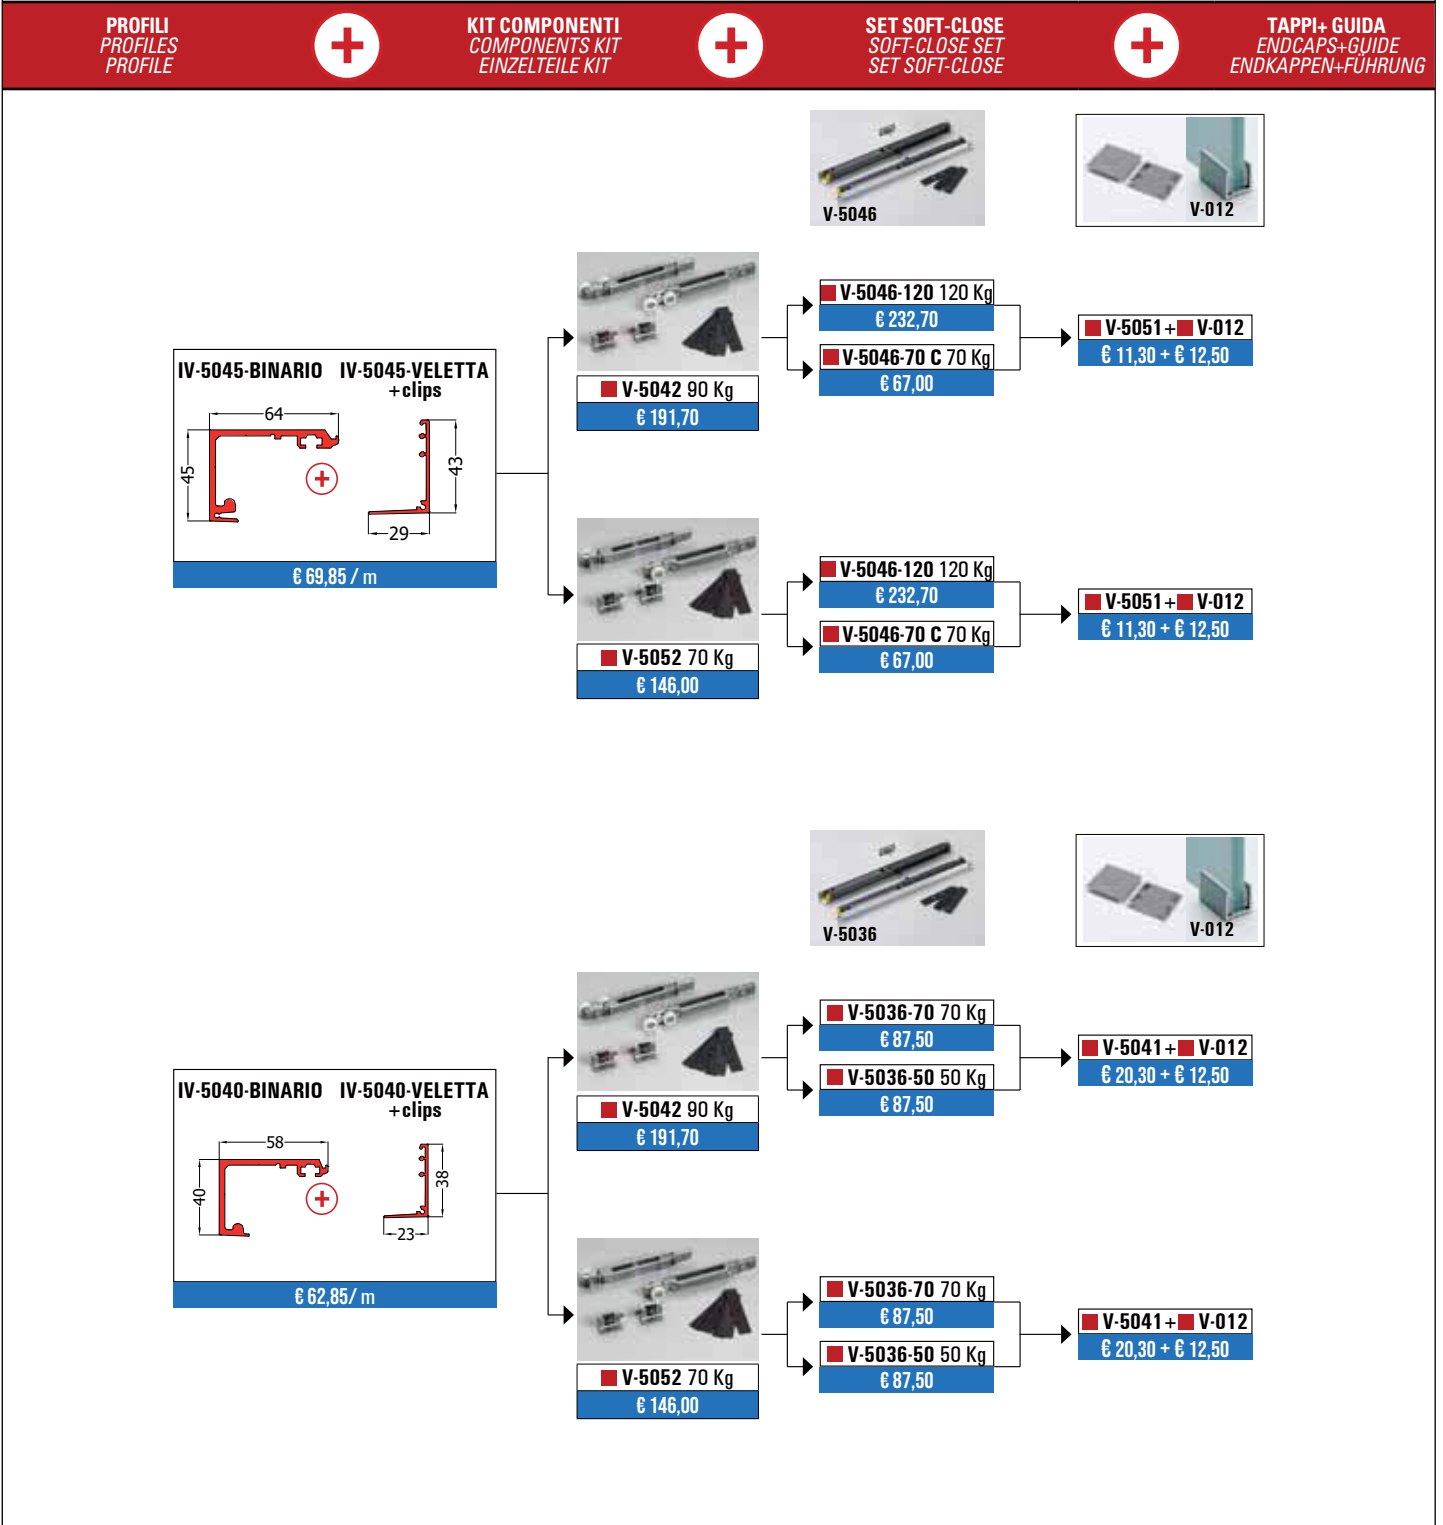 PROFILI
PROFILES
PROFILE
KIT COMPONENTI
COMPONENTS KIT
EINZELTEILE KIT
SET SOFT-CLOSE
SOFT-CLOSE SET
SET SOFT-CLOSE
TAPPI+ GUIDA
ENDCAPS+GUIDE
ENDKAPPEN+FÜHRUNG
V-5046
V-012
IV-5045-BINARIO
IV-5045-VELETTA
+clips
64
45
43
29
€ 69,85 / m
V-5042 90 Kg
€ 191,70
V-5046-120 120 Kg
€ 232,70
V-5046-70 C 70 Kg
€ 67,00
V-5051+ V-012
€ 11,30 + € 12,50
V-5052 70 Kg
€ 146,00
V-5046-120 120 Kg
€ 232,70
V-5046-70 C 70 Kg
€ 67,00
V-5051+ V-012
€ 11,30 + € 12,50
V-5036
V-012
IV-5040-BINARIO
IV-5040-VELETTA
+clips
58
40
38
23
€ 62,85/ m
V-5042 90 Kg
€ 191,70
V-5036-70 70 Kg
€ 87,50
V-5036-50 50 Kg
€ 87,50
V-5041+ V-012
€ 20,30 + € 12,50
V-5052 70 Kg
€ 146,00
V-5036-70 70 Kg
€ 87,50
V-5036-50 50 Kg
€ 87,50
V-5041+ V-012
€ 20,30 + € 12,50